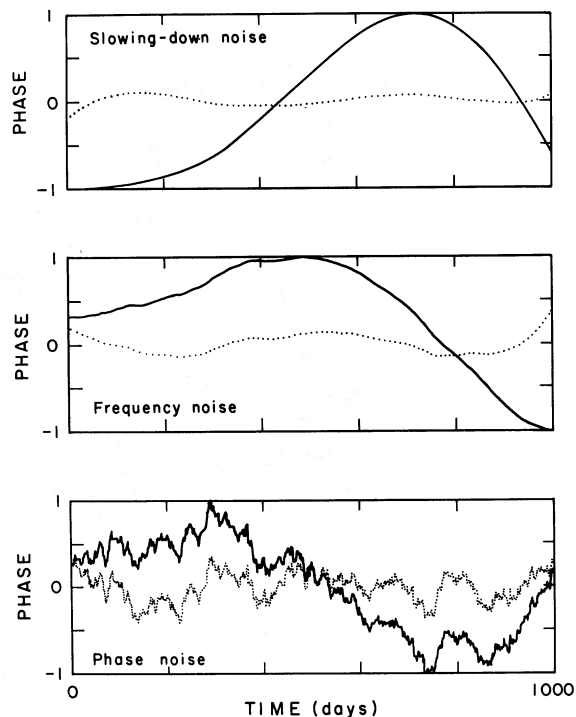 1
Slowing-down noise
PHASE
0
-1
1
PHASE
0
Frequency noise
-1
1
PHASE
0
-1
Phase noise
0
1000
TIME (days)